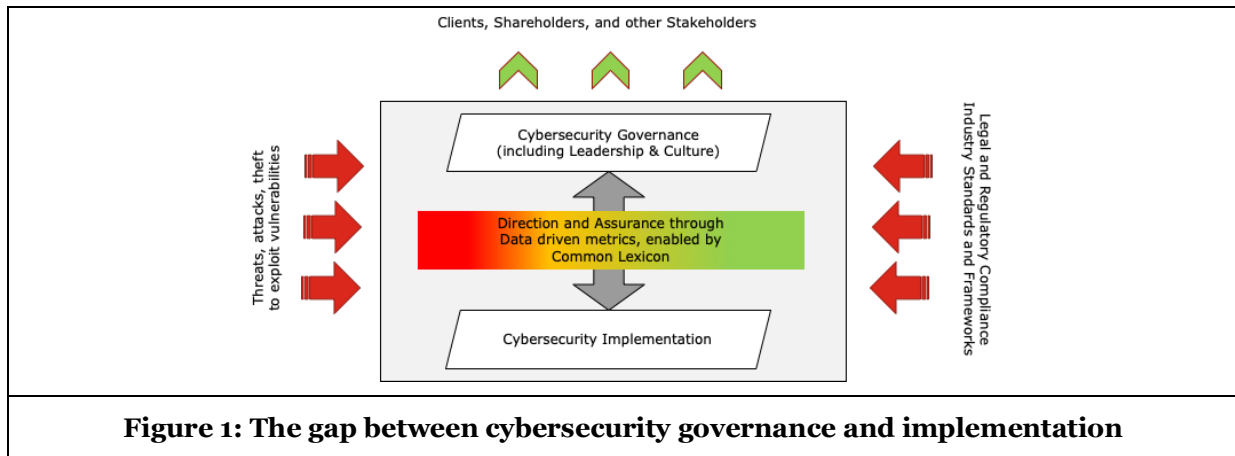 Clients, Shareholders, and other Stakeholders
Cybersecurity Governance
(including Leadership & Culture)
Threats, attacks, theft
to exploit vulnerabilities
Direction and Assurance through
Data driven metrics, enabled by
Common Lexicon
Legal and Regulatory Compliance
Industry Standards and Frameworks
Cybersecurity Implementation
Figure 1: The gap between cybersecurity governance and implementation